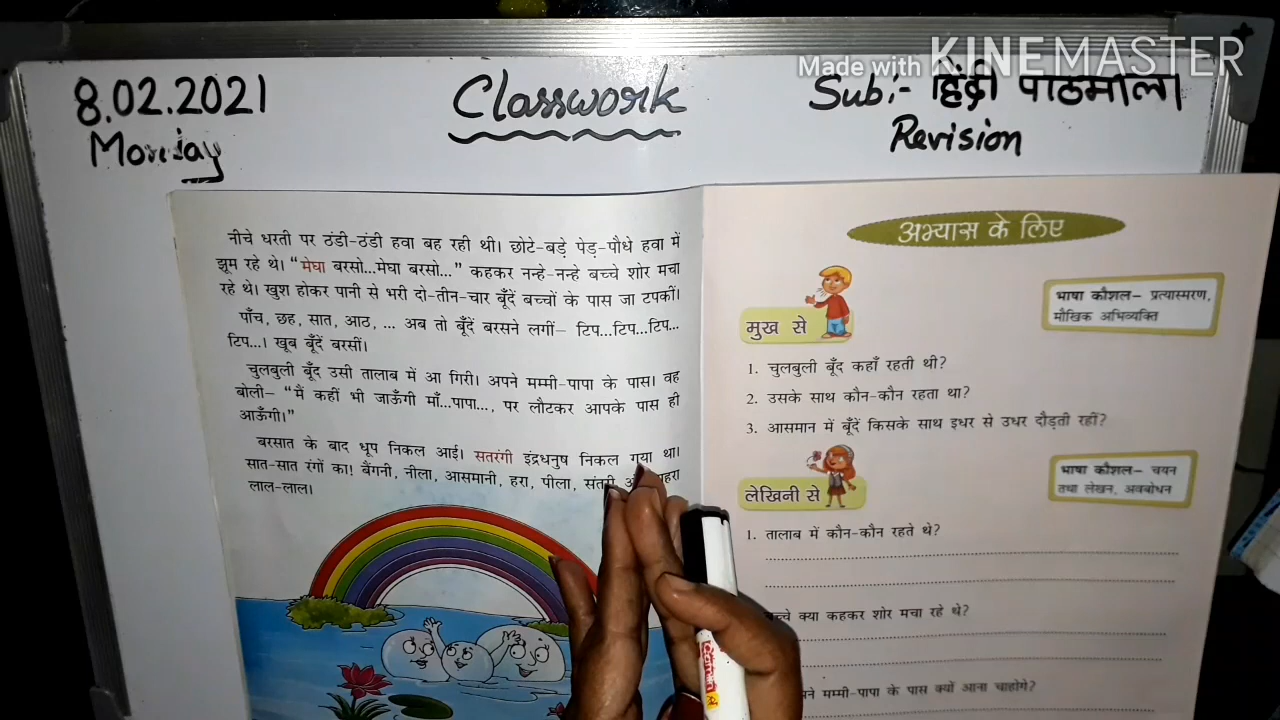 Made with KINEMASTER
8.02.2021
Monday
Classwork
Sub:- हिंदी पाठमाला
Revision
नीचे धरती पर ठंडी-ठंडी हवा बह रही थी। छोटे-बड़े पेड़-पौधे हवा में
झूम रहे थे। “मेघा बरसो...मेघा बरसो...” कहकर नन्हे-नन्हे बच्चे शोर मचा
रहे थे। खुश होकर पानी से भरी दो-तीन-चार बूँदें बच्चों के पास जा टपकीं।
पाँच, छह, सात, आठ, ... अब तो बूँदें बरसने लगीं– टिप...टिप...टिप...
टिप...। खूब बूँदें बरसीं।
चुलबुली बूँद उसी तालाब में आ गिरी। अपने मम्मी-पापा के पास। वह
बोली– “मैं कहीं भी जाऊँगी माँ...पापा..., पर लौटकर आपके पास ही
आऊँगी।”
बरसात के बाद धूप निकल आई। सतरंगी इंद्रधनुष निकल गया था।
सात-सात रंगों का! बैंगनी, नीला, आसमानी, हरा, पीला, संतरी
लाल-लाल।
अभ्यास के लिए
मुख से
भाषा कौशल– प्रत्यास्मरण,
मौखिक अभिव्यक्ति
1. चुलबुली बूँद कहाँ रहती थी?
2. उसके साथ कौन-कौन रहता था?
3. आसमान में बूँदें किसके साथ इधर से उधर दौड़ती रहीं?
लेखिनी से
भाषा कौशल– चयन
तथा लेखन, अवबोधन
1. तालाब में कौन-कौन रहते थे?
क्या कहकर शोर मचा रहे थे?
मम्मी-पापा के पास क्यों आना चाहोगे?